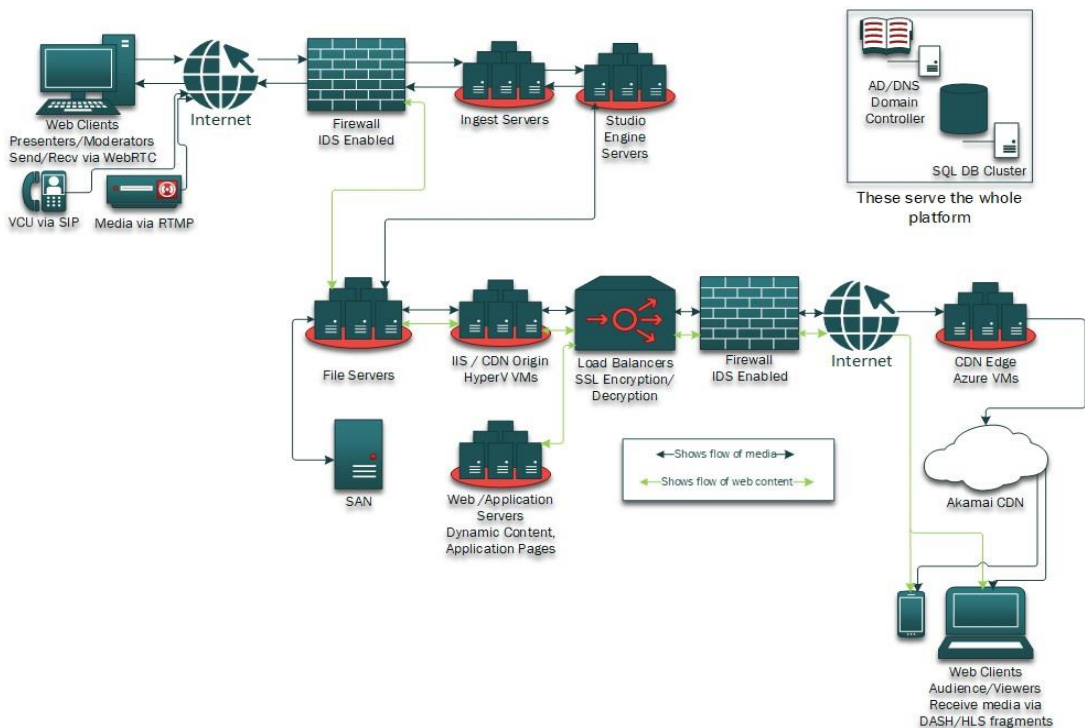 Web Clients
Presenters/Moderators
Send/Recv via WebRTC
Internet
Firewall
IDS Enabled
Ingest Servers
Studio
Engine
Servers
AD/DNS
Domain
Controller
SQL DB Cluster
These serve the whole
platform
VCU via SIP
Media via RTMP
File Servers
IIS / CDN Origin
HyperV VMs
Load Balancers
SSL Encryption/
Decryption
Firewall
IDS Enabled
Internet
CDN Edge
Azure VMs
SAN
Web /Application
Servers
Dynamic Content,
Application Pages
Shows flow of media
Shows flow of web content
Akamai CDN
Web Clients
Audience/Viewers
Receive media via
DASH/HLS fragments